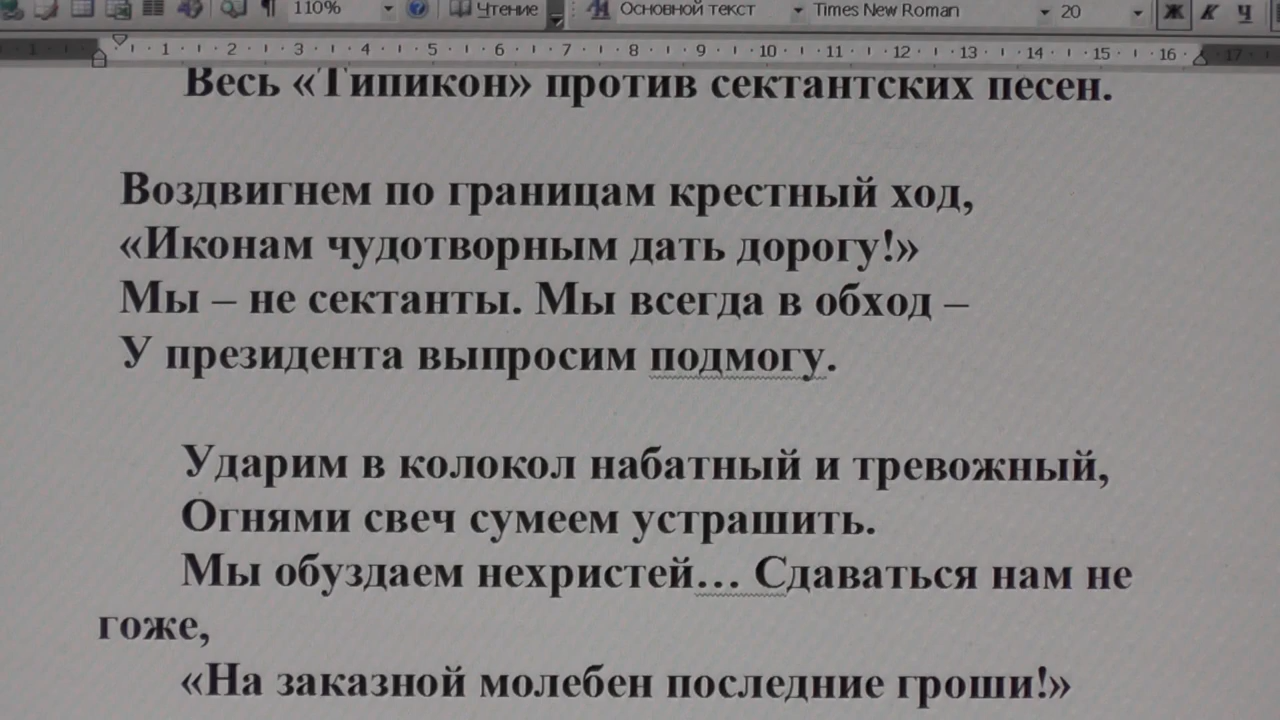 110%
Чтение
Основной текст
Times New Roman
20
Ж К Ч
1 1 2 3 4 5 6 7 8 9 10 11 12 13 14 15 16 17
Весь «Типикон» против сектантских песен.
Воздвигнем по границам крестный ход,
«Иконам чудотворным дать дорогу!»
Мы – не сектанты. Мы всегда в обход –
У президента выпросим подмогу.
Ударим в колокол набатный и тревожный,
Огнями свеч сумеем устрашить.
Мы обуздаем нехристей… Сдаваться нам не
гоже,
«На заказной молебен последние гроши!»